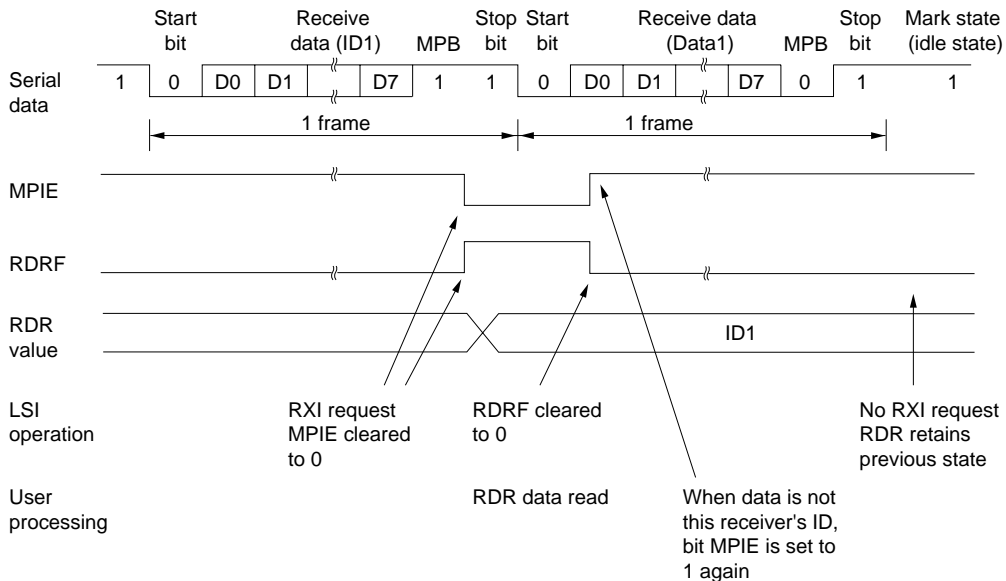 Start bit
Receive data (ID1)
MPB
Stop bit
Start bit
Receive data (Data1)
MPB
Stop bit
Mark state (idle state)
Serial data
1 0 D0 D1 D7 1 1 0 D0 D1 D7 0 1 1
1 frame 1 frame
MPIE
RDRF
RDR value
ID1
LSI operation
RXI request
MPIE cleared
to 0
RDRF cleared
to 0
No RXI request
RDR retains
previous state
User processing
RDR data read
When data is not
this receiver's ID,
bit MPIE is set to
1 again